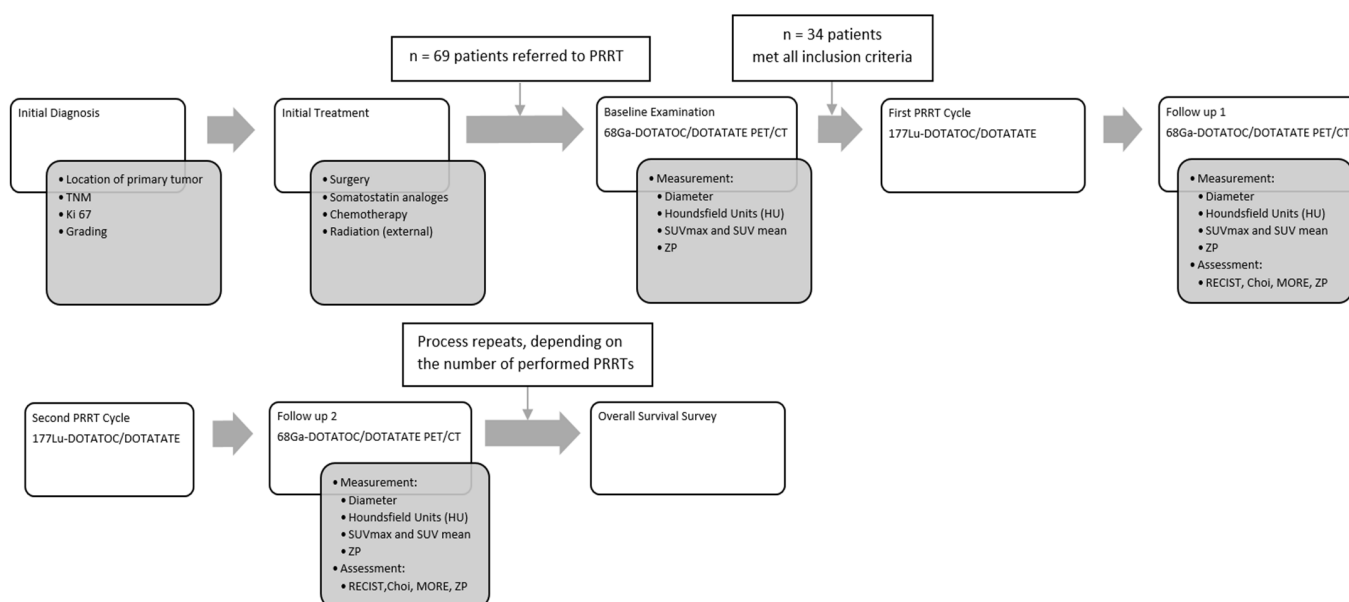 n = 69 patients referred to PRRT
n = 34 patients
met all inclusion criteria
Initial Diagnosis
• Location of primary tumor
• TNM
• Ki 67
• Grading
Initial Treatment
• Surgery
• Somatostatin analoges
• Chemotherapy
• Radiation (external)
Baseline Examination
68Ga-DOTATOC/DOTATATE PET/CT
• Measurement:
• Diameter
• Houndsfield Units (HU)
• SUVmax and SUV mean
• ZP
First PRRT Cycle
177Lu-DOTATOC/DOTATATE
Follow up 1
68Ga-DOTATOC/DOTATATE PET/CT
• Measurement:
• Diameter
• Houndsfield Units (HU)
• SUVmax and SUV mean
• ZP
• Assessment:
• RECIST, Choi, MORE, ZP
Process repeats, depending on
the number of performed PRRTs
Second PRRT Cycle
177Lu-DOTATOC/DOTATATE
Follow up 2
68Ga-DOTATOC/DOTATATE PET/CT
• Measurement:
• Diameter
• Houndsfield Units (HU)
• SUVmax and SUV mean
• ZP
• Assessment:
• RECIST,Choi, MORE, ZP
Overall Survival Survey